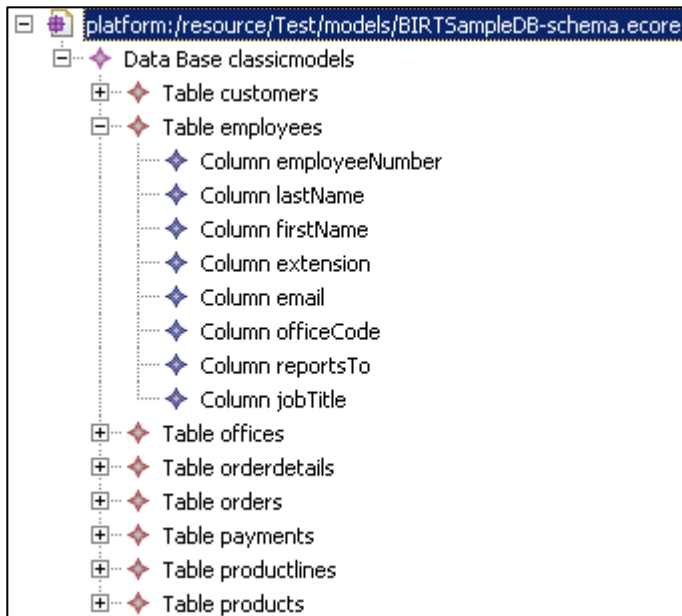 platform:/resource/Test/models/BIRTSampleDB-schema.ecore
Data Base classicmodels
Table customers
Table employees
Column employeeNumber
Column lastName
Column firstName
Column extension
Column email
Column officeCode
Column reportsTo
Column jobTitle
Table offices
Table orderdetails
Table orders
Table payments
Table productlines
Table products